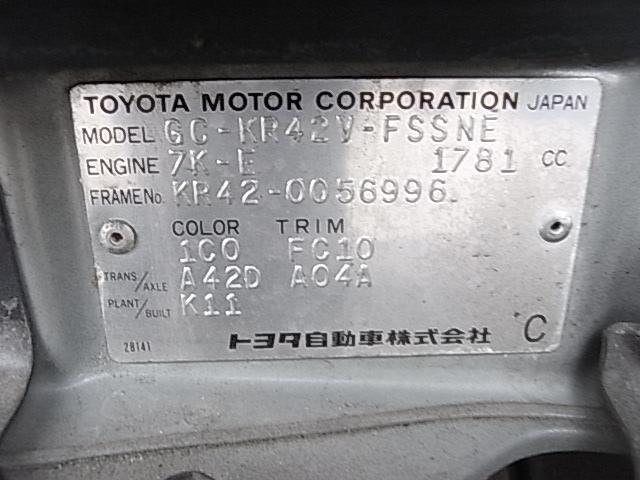 TOYOTA MOTOR CORPORATION JAPAN
MODEL GC-KR42V-FSSNE
ENGINE 7K-E 1781 CC
FRAME No. KR42-0056996
COLOR TRIM
1C0 FC10
TRANS/AXLE A42D A04A
PLANT/BUILT K11
28141 トヨタ自動車株式会社 C